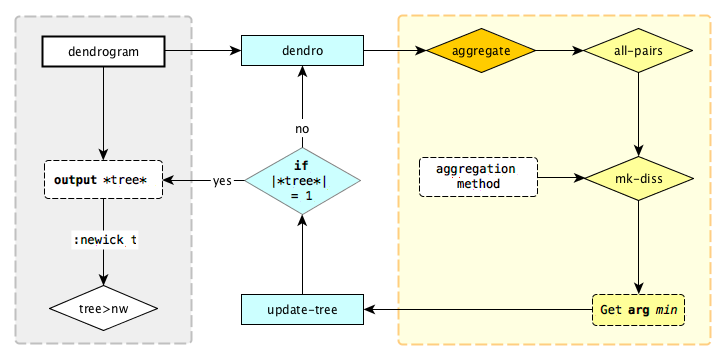 dendrogram
dendro
aggregate
all-pairs
no
if
|*tree*|
= 1
yes
output *tree*
aggregation
method
mk-diss
:newick t
tree>nw
update-tree
Get arg min